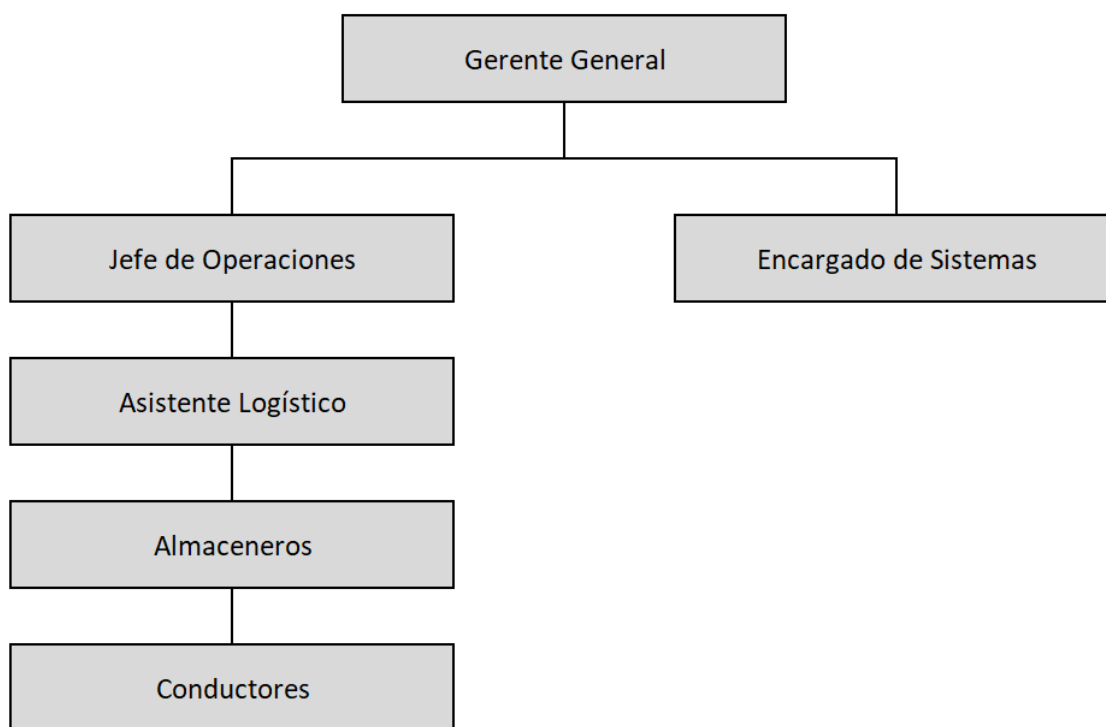 Gerente General
Jefe de Operaciones
Encargado de Sistemas
Asistente Logístico
Almaceneros
Conductores